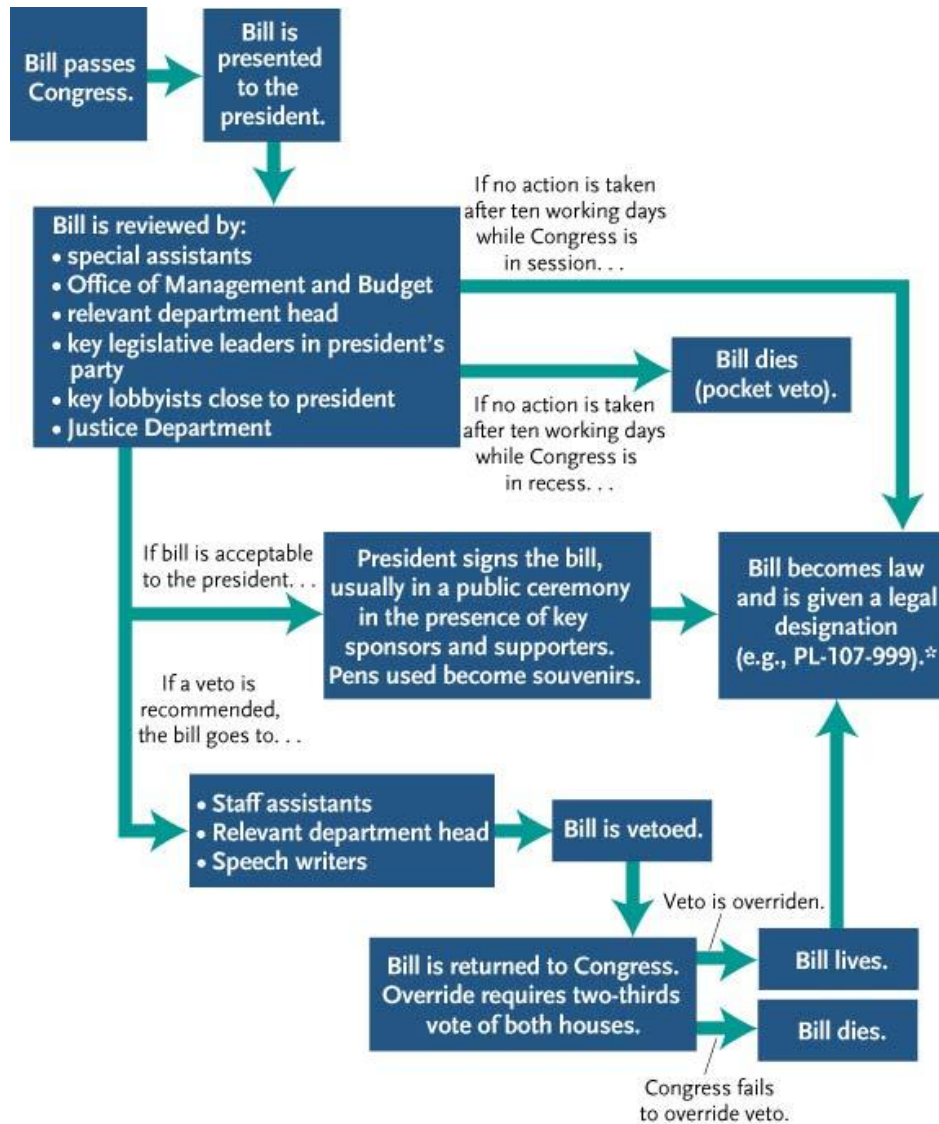 Bill passes
Congress.
Bill is
presented
to the
president.
Bill is reviewed by:
• special assistants
• Office of Management and Budget
• relevant department head
• key legislative leaders in president's
party
• key lobbyists close to president
• Justice Department
If no action is taken
after ten working days
while Congress is
in session. . .
Bill dies
(pocket veto).
If no action is taken
after ten working days
while Congress is
in recess. . .
If bill is acceptable
to the president. . .
President signs the bill,
usually in a public ceremony
in the presence of key
sponsors and supporters.
Pens used become souvenirs.
Bill becomes law
and is given a legal
designation
(e.g., PL-107-999).*
If a veto is
recommended,
the bill goes to. . .
• Staff assistants
• Relevant department head
• Speech writers
Bill is vetoed.
Veto is overriden.
Bill is returned to Congress.
Override requires two-thirds
vote of both houses.
Bill lives.
Bill dies.
Congress fails
to override veto.